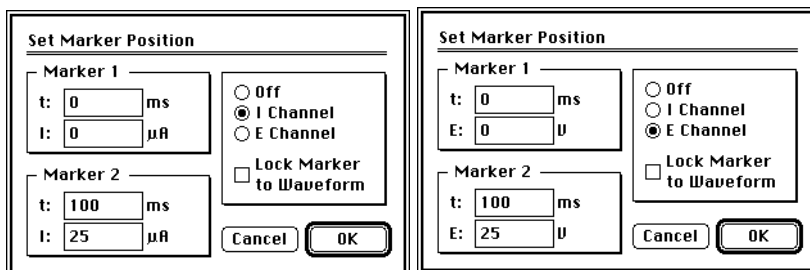 Set Marker Position
Marker 1
t: 0 ms
I: 0 µA
Marker 2
t: 100 ms
I: 25 µA
Off
I Channel
E Channel
Lock Marker
to Waveform
Cancel
OK
Set Marker Position
Marker 1
t: 0 ms
E: 0 V
Marker 2
t: 100 ms
E: 25 V
Off
I Channel
E Channel
Lock Marker
to Waveform
Cancel
OK